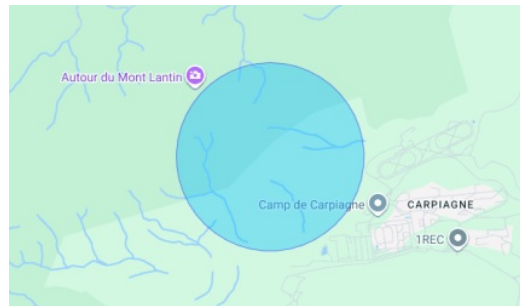 Autour du Mont Lantin
Camp de Carpiagne
CARPIAGNE
1REC